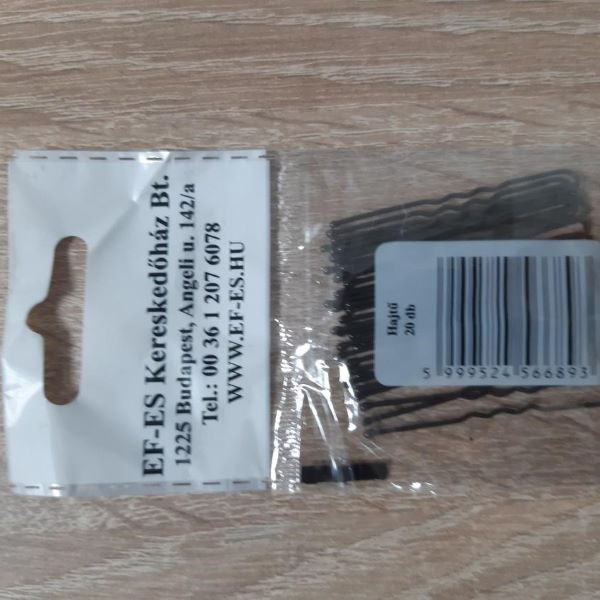 EF-ES Kereskedőház Bt.
1225 Budapest, Angeli u. 142/a
Tel.: 00 36 1 207 6078
WWW.EF-ES.HU
Hajtű
20 db
5 999524 566893